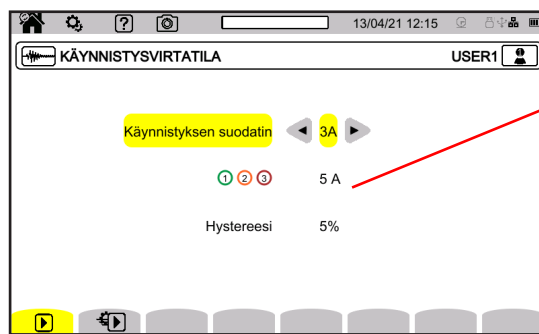 ? 13/04/21 12:15
KÄYNNISTYSVIRTATILA USER1
Käynnistyksen suodatin 3A
1 2 3 5 A
Hystereesi 5%